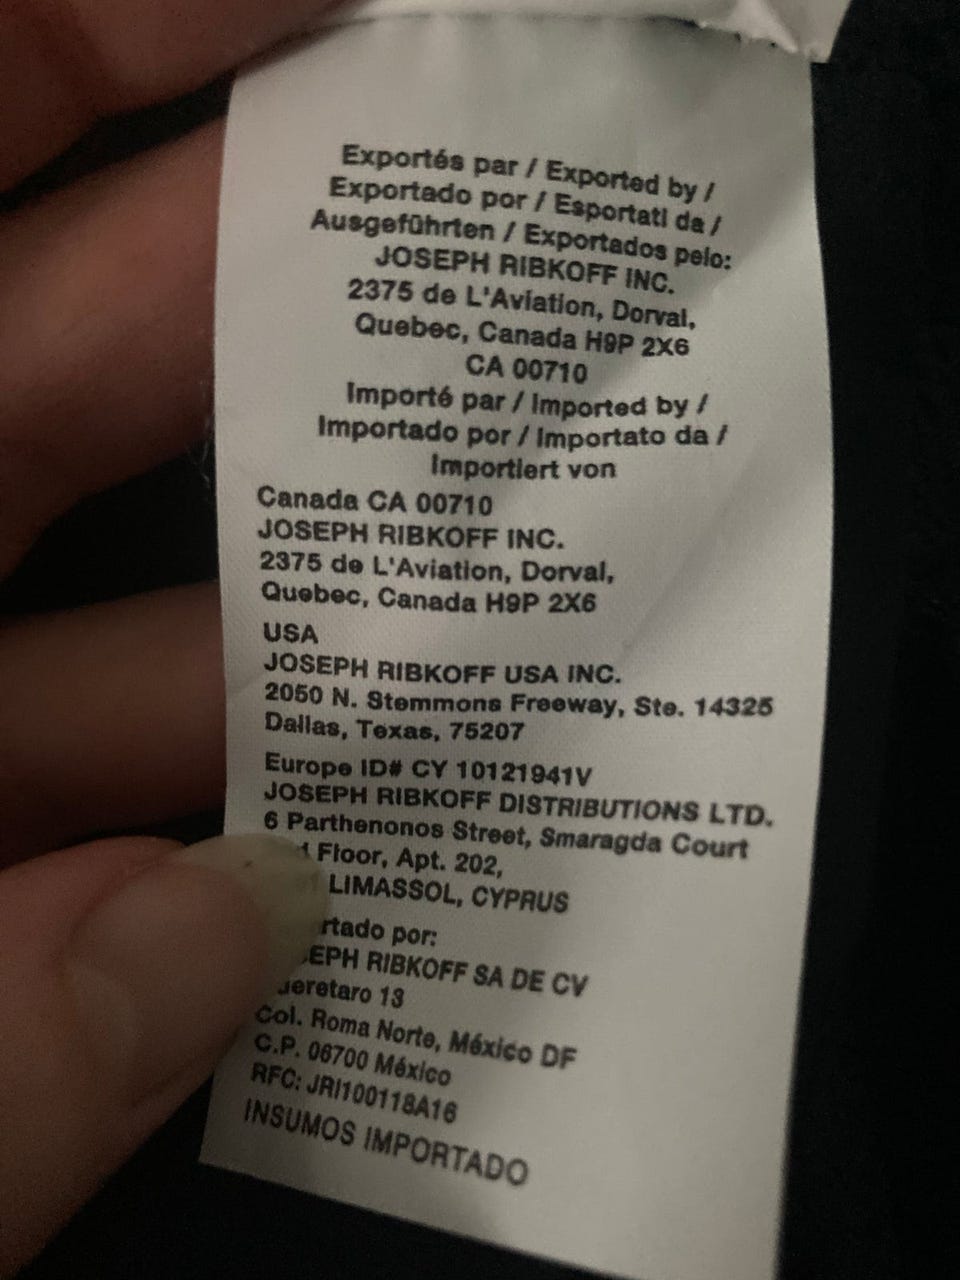 Exportés par / Exported by /
Exportado por / Esportati da /
Ausgeführten / Exportados pelo:
JOSEPH RIBKOFF INC.
2375 de L'Aviation, Dorval,
Quebec, Canada H9P 2X6
CA 00710
Importé par / Imported by /
Importado por / Importato da /
Importiert von
Canada CA 00710
JOSEPH RIBKOFF INC.
2375 de L'Aviation, Dorval,
Quebec, Canada H9P 2X6
USA
JOSEPH RIBKOFF USA INC.
2050 N. Stemmons Freeway, Ste. 14325
Dallas, Texas, 75207
Europe ID# CY 10121941V
JOSEPH RIBKOFF DISTRIBUTIONS LTD.
6 Parthenonos Street, Smaragda Court
Floor, Apt. 202,
LIMASSOL, CYPRUS
rtado por:
EPH RIBKOFF SA DE CV
ueretaro 13
Col. Roma Norte, México DF
C.P. 06700 México
RFC: JRI100118A16
INSUMOS IMPORTADO